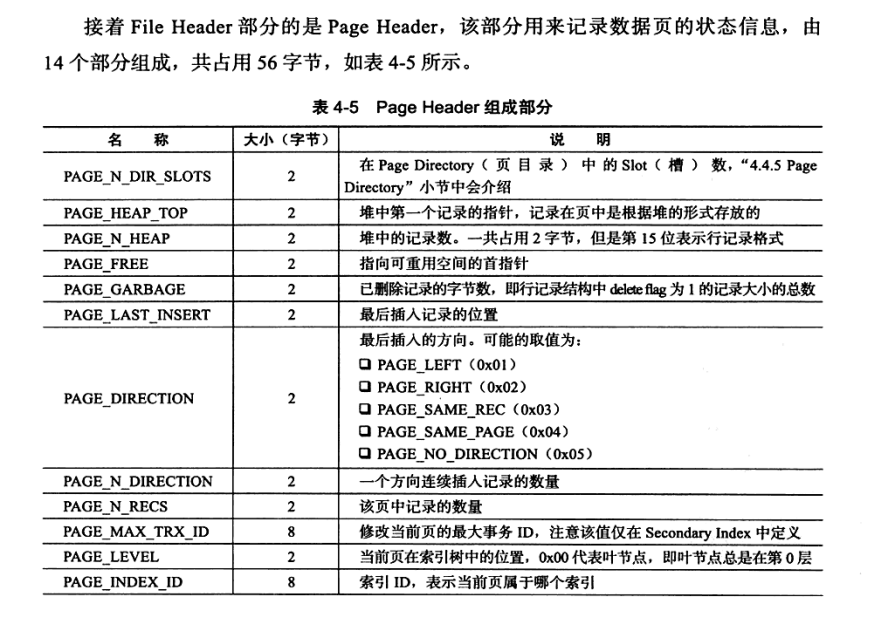 接着 File Header 部分的是 Page Header，该部分用来记录数据页的状态信息，由
14 个部分组成，共占用 56 字节，如表 4-5 所示。
表 4-5 Page Header 组成部分
名 称 大小（字节） 说 明
PAGE_N_DIR_SLOTS 2 在 Page Directory（页目录）中的 Slot（槽）数，“4.4.5 Page
Directory”小节中会介绍
PAGE_HEAP_TOP 2 堆中第一个记录的指针，记录在页中是根据堆的形式存放的
PAGE_N_HEAP 2 堆中的记录数。一共占用 2 字节，但是第 15 位表示行记录格式
PAGE_FREE 2 指向可重用空间的首指针
PAGE_GARBAGE 2 已删除记录的字节数，即行记录结构中 delete flag 为 1 的记录大小的总数
PAGE_LAST_INSERT 2 最后插入记录的位置
PAGE_DIRECTION 2 最后插入的方向。可能的取值为：
❑ PAGE_LEFT（0x01）
❑ PAGE_RIGHT（0x02）
❑ PAGE_SAME_REC（0x03）
❑ PAGE_SAME_PAGE（0x04）
❑ PAGE_NO_DIRECTION（0x05）
PAGE_N_DIRECTION 2 一个方向连续插入记录的数量
PAGE_N_RECS 2 该页中记录的数量
PAGE_MAX_TRX_ID 8 修改当前页的最大事务 ID，注意该值仅在 Secondary Index 中定义
PAGE_LEVEL 2 当前页在索引树中的位置，0x00 代表叶节点，即叶节点总是在第 0 层
PAGE_INDEX_ID 8 索引 ID，表示当前页属于哪个索引